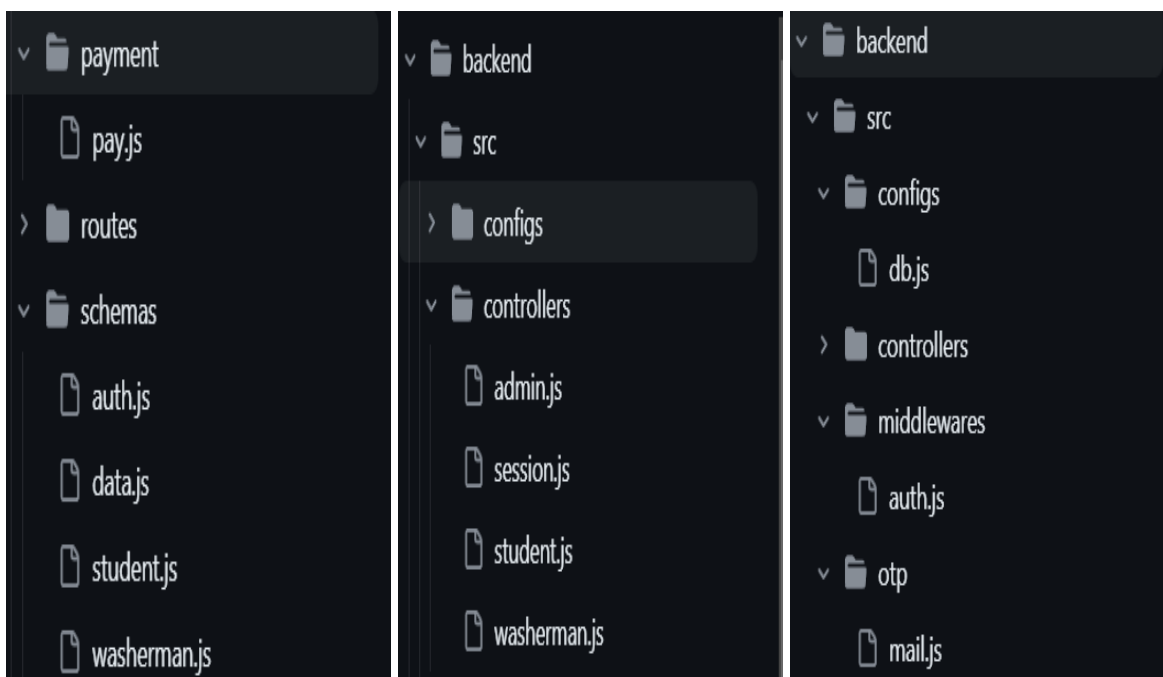 payment
pay.js
routes
schemas
auth.js
data.js
student.js
washerman.js
backend
src
configs
controllers
admin.js
session.js
student.js
washerman.js
backend
src
configs
db.js
controllers
middlewares
auth.js
otp
mail.js